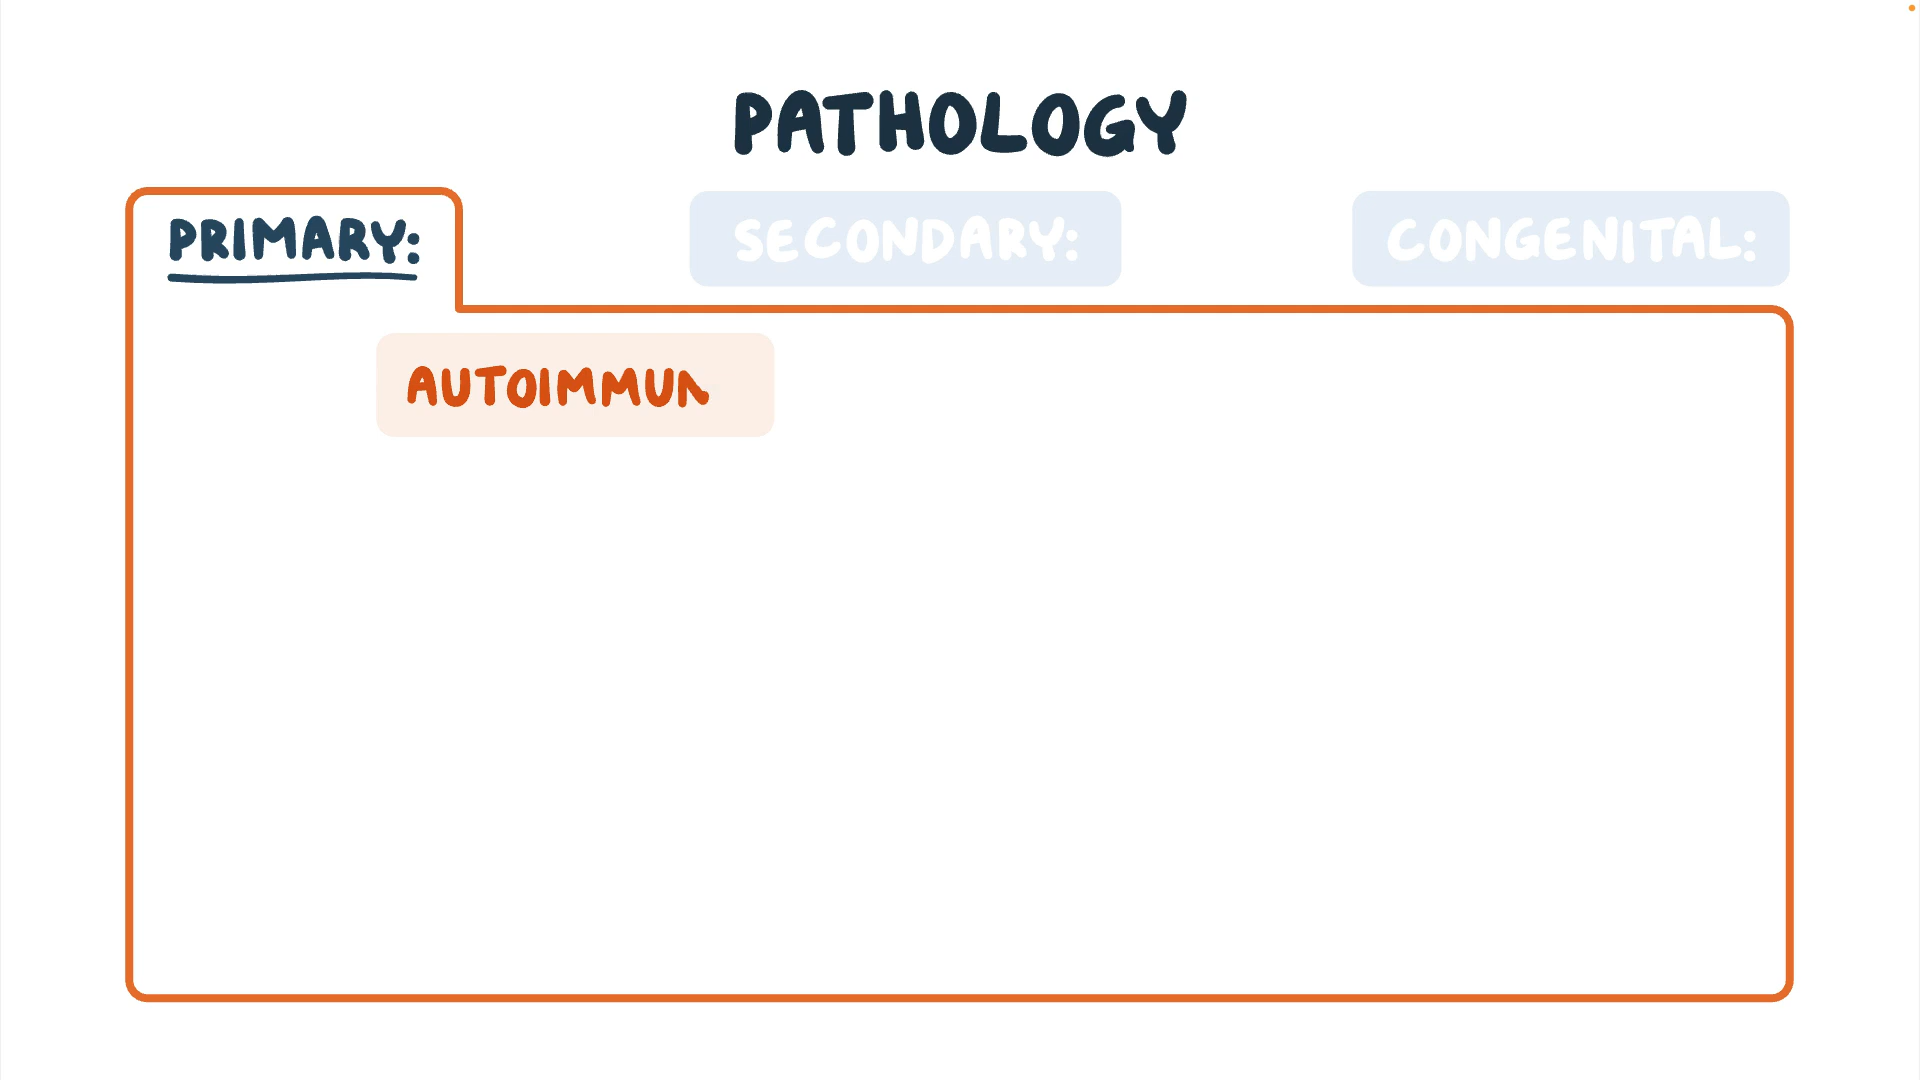 PATHOLOGY
PRIMARY:
SECONDARY:
CONGENITAL:
AUTOIMMUN